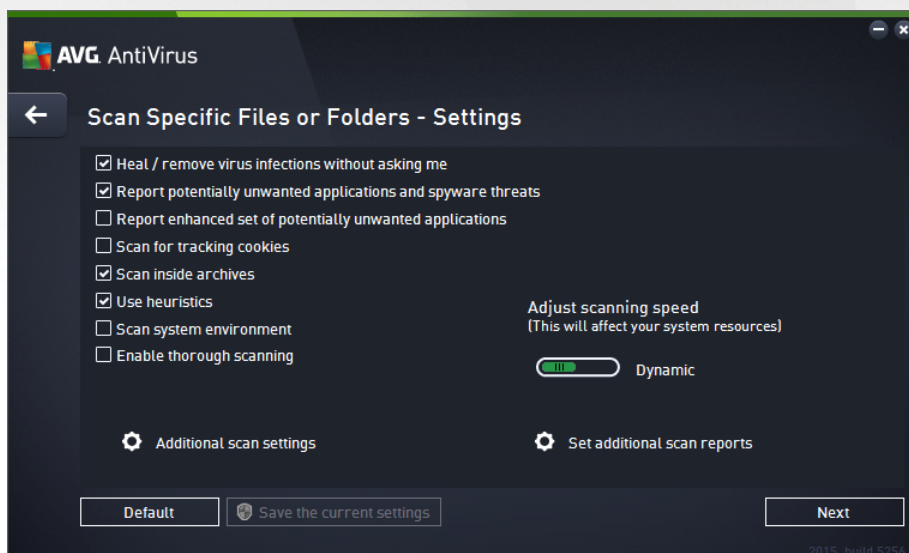 AVG. AntiVirus
Scan Specific Files or Folders - Settings
Heal / remove virus infections without asking me
Report potentially unwanted applications and spyware threats
Report enhanced set of potentially unwanted applications
Scan for tracking cookies
Scan inside archives
Use heuristics
Scan system environment
Enable thorough scanning
Adjust scanning speed
(This will affect your system resources)
Dynamic
Additional scan settings
Set additional scan reports
Default
Save the current settings
Next
2015, build 5256